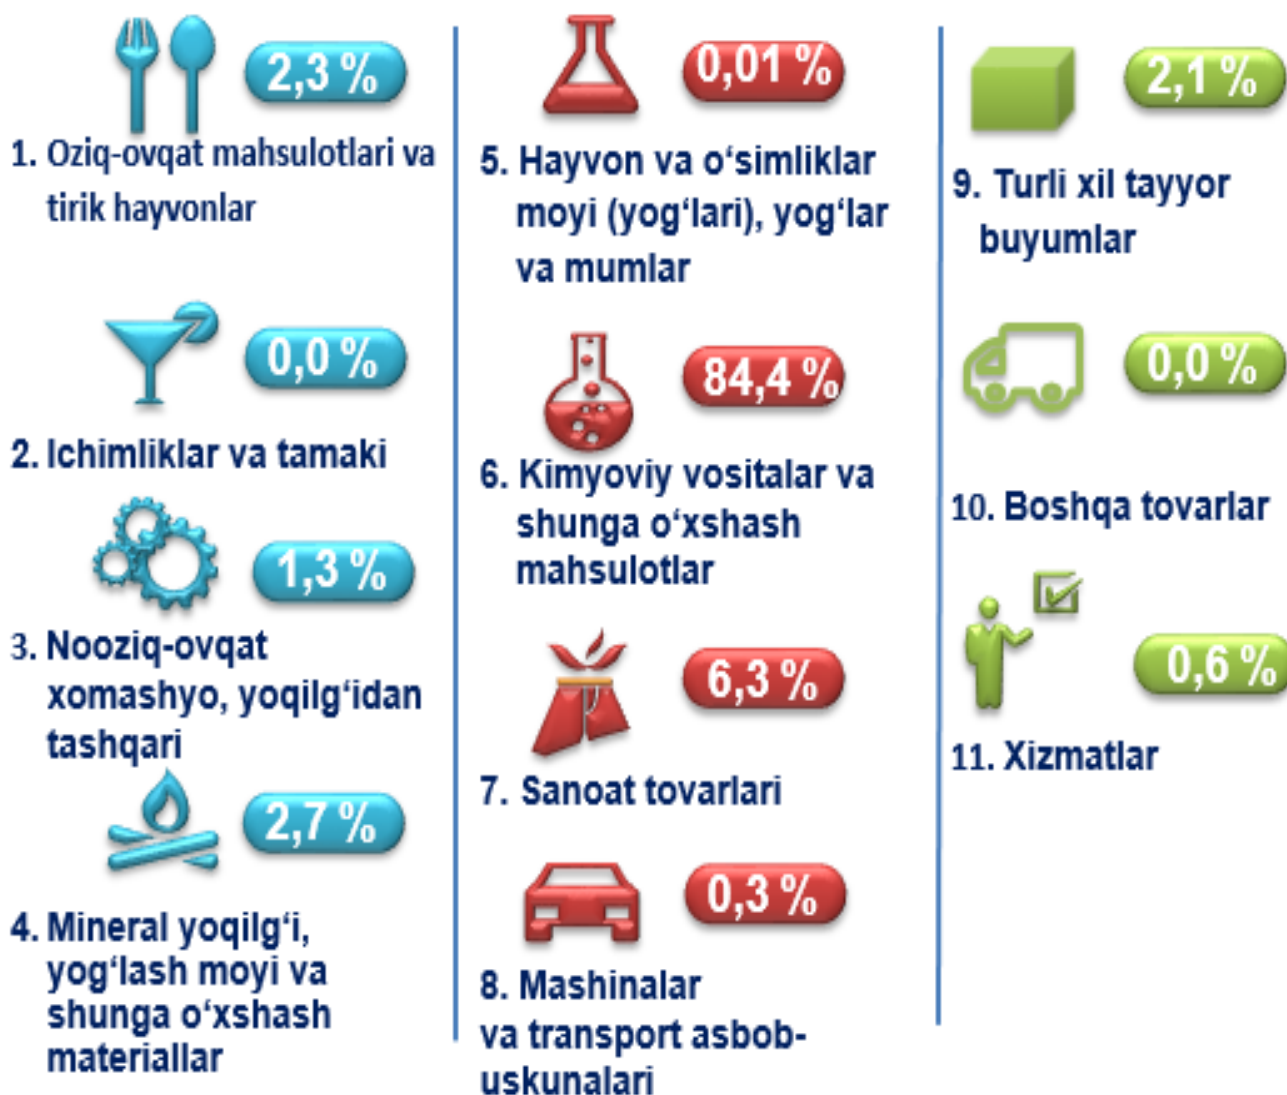 2,3 %
1. Oziq-ovqat mahsulotlari va
tirik hayvonlar
0,0 %
2. Ichimliklar va tamaki
1,3 %
3. Nooziq-ovqat
xomashyo, yoqilg‘idan
tashqari
2,7 %
4. Mineral yoqilg‘i,
yog‘lash moyi va
shunga o‘xshash
materiallar
0,01 %
5. Hayvon va o‘simliklar
moyi (yog‘lari), yog‘lar
va mumlar
84,4 %
6. Kimyoviy vositalar va
shunga o‘xshash
mahsulotlar
6,3 %
7. Sanoat tovarlari
0,3 %
8. Mashinalar
va transport asbob-
uskunalari
2,1 %
9. Turli xil tayyor
buyumlar
0,0 %
10. Boshqa tovarlar
0,6 %
11. Xizmatlar